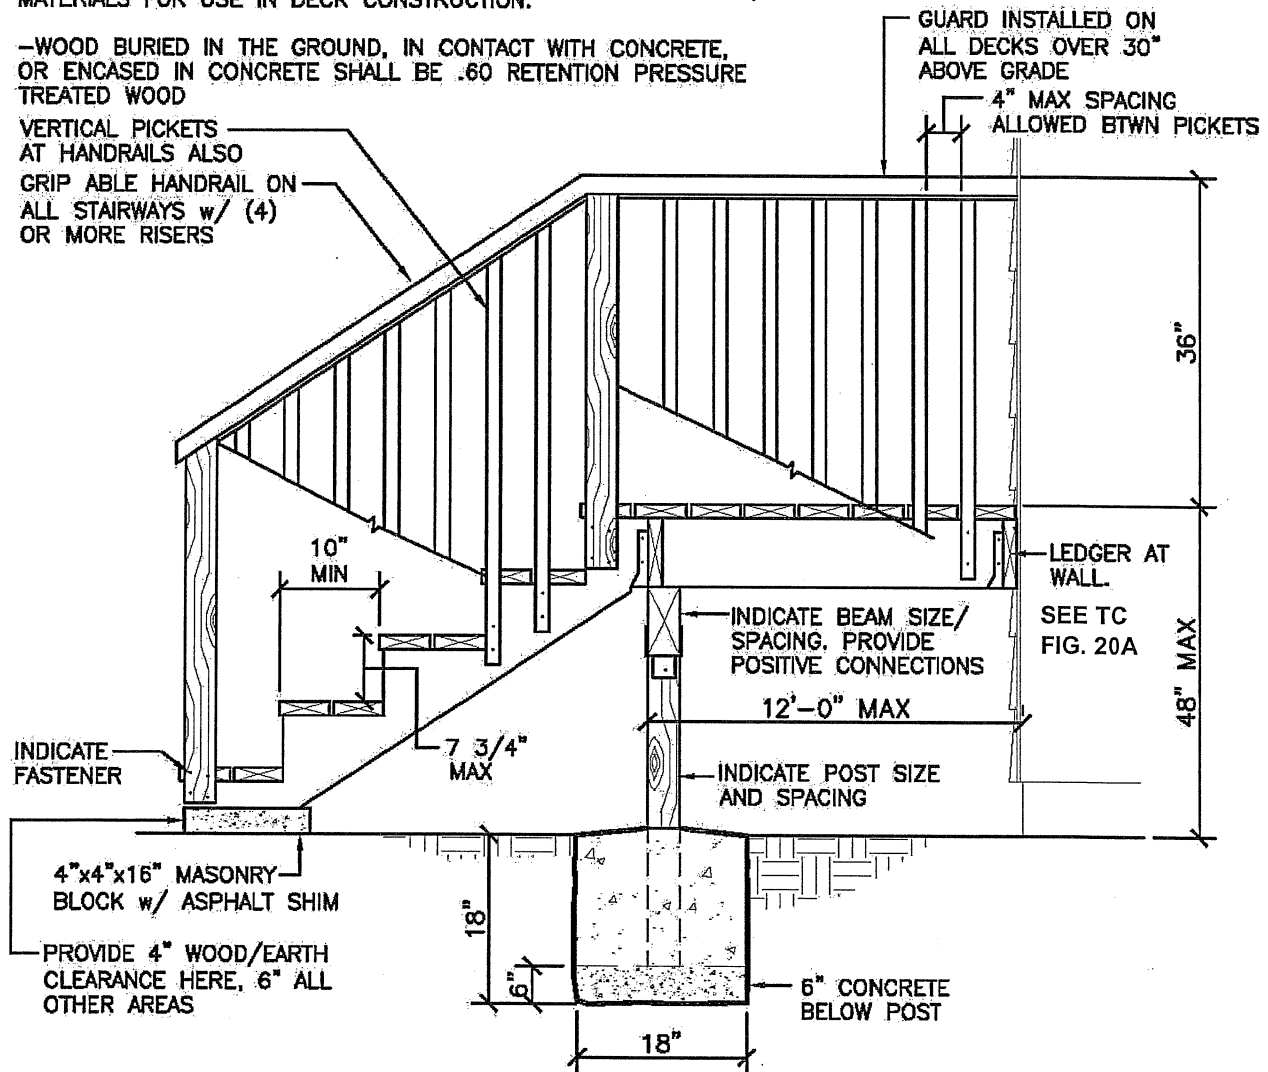 MATERIALS FOR USE IN DECK CONSTRUCTION.
-WOOD BURIED IN THE GROUND, IN CONTACT WITH CONCRETE,
OR ENCASED IN CONCRETE SHALL BE .60 RETENTION PRESSURE
TREATED WOOD
VERTICAL PICKETS
AT HANDRAILS ALSO
GRIP ABLE HANDRAIL ON
ALL STAIRWAYS w/ (4)
OR MORE RISERS
GUARD INSTALLED ON
ALL DECKS OVER 30"
ABOVE GRADE
4" MAX SPACING
ALLOWED BTWN PICKETS
36"
10"
MIN
LEDGER AT
WALL.
SEE TC
FIG. 20A
INDICATE BEAM SIZE/
SPACING. PROVIDE
POSITIVE CONNECTIONS
48" MAX
12'-0" MAX
7 3/4"
MAX
INDICATE
FASTENER
INDICATE POST SIZE
AND SPACING
4"x4"x16" MASONRY
BLOCK w/ ASPHALT SHIM
18"
PROVIDE 4" WOOD/EARTH
CLEARANCE HERE, 6" ALL
OTHER AREAS
6"
6" CONCRETE
BELOW POST
18"